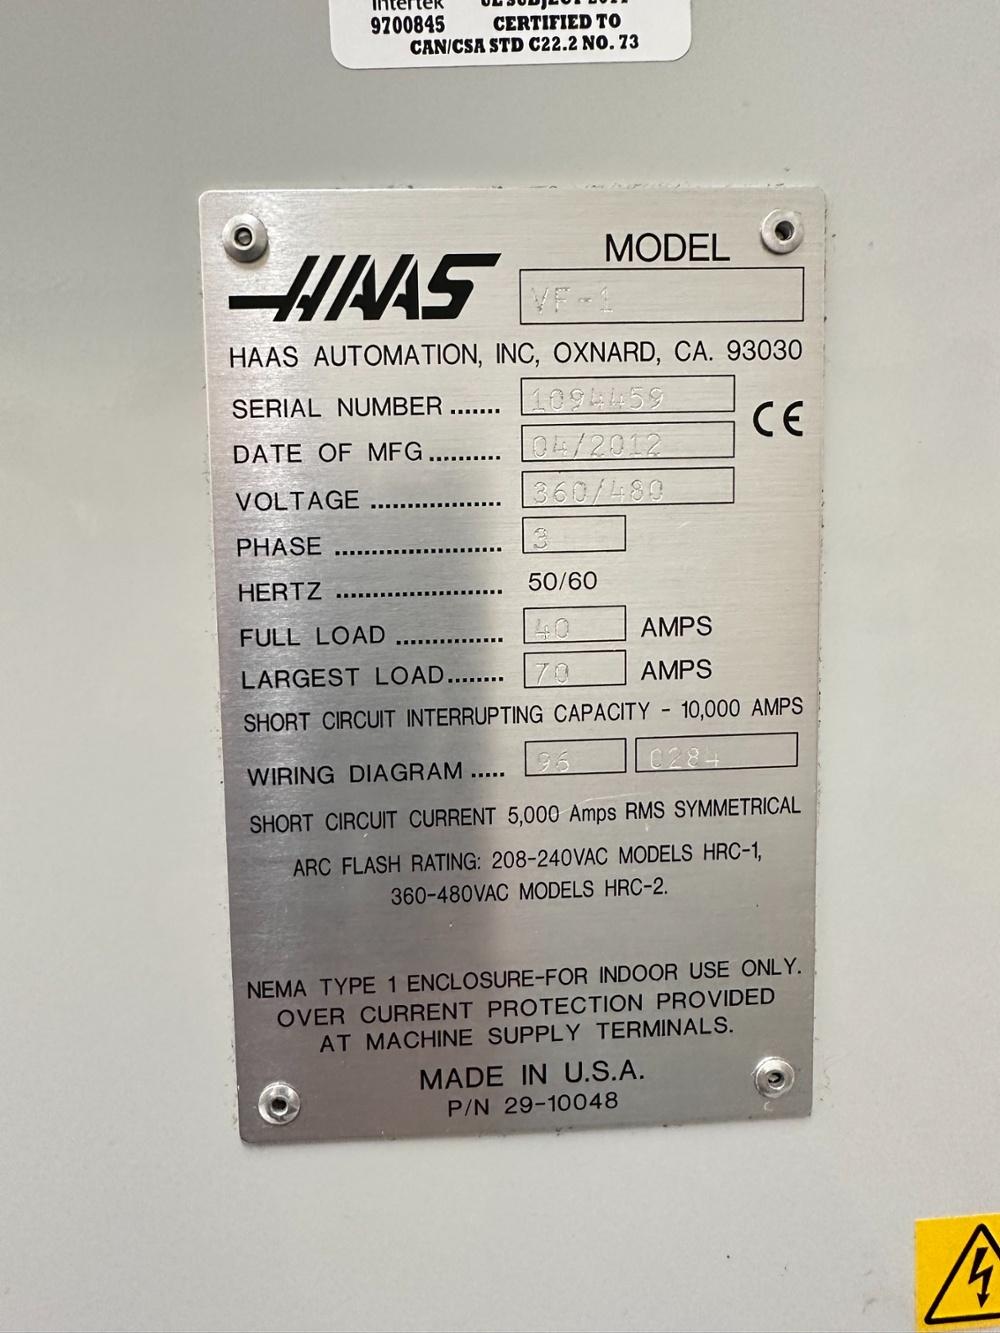 Intertek
9700845
CERTIFIED TO
CAN/CSA STD C22.2 NO. 73
HAAS
MODEL
VF-1
HAAS AUTOMATION, INC, OXNARD, CA. 93030
SERIAL NUMBER ....... 1094459
CE
DATE OF MFG .......... 04/2012
VOLTAGE .................. 360/480
PHASE ....................... 3
HERTZ ....................... 50/60
FULL LOAD .............. 40 AMPS
LARGEST LOAD ........ 70 AMPS
SHORT CIRCUIT INTERRUPTING CAPACITY - 10,000 AMPS
WIRING DIAGRAM ..... 96 0284
SHORT CIRCUIT CURRENT 5,000 Amps RMS SYMMETRICAL
ARC FLASH RATING: 208-240VAC MODELS HRC-1,
360-480VAC MODELS HRC-2.
NEMA TYPE 1 ENCLOSURE-FOR INDOOR USE ONLY.
OVER CURRENT PROTECTION PROVIDED
AT MACHINE SUPPLY TERMINALS.
MADE IN U.S.A.
P/N 29-10048